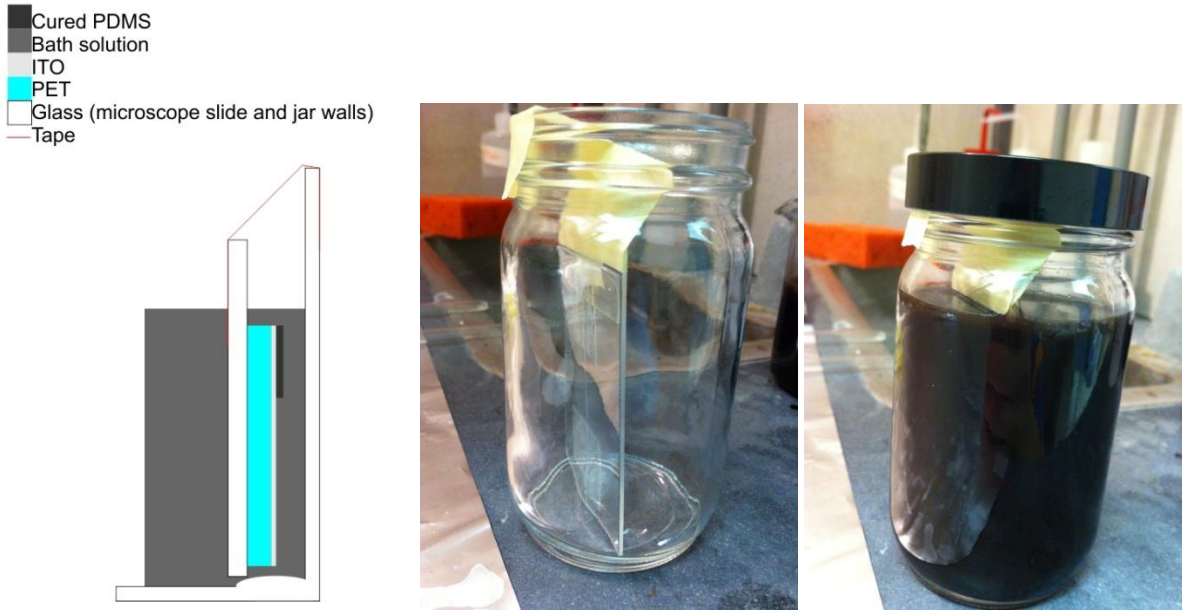 Cured PDMS
Bath solution
ITO
PET
Glass (microscope slide and jar walls)
Tape